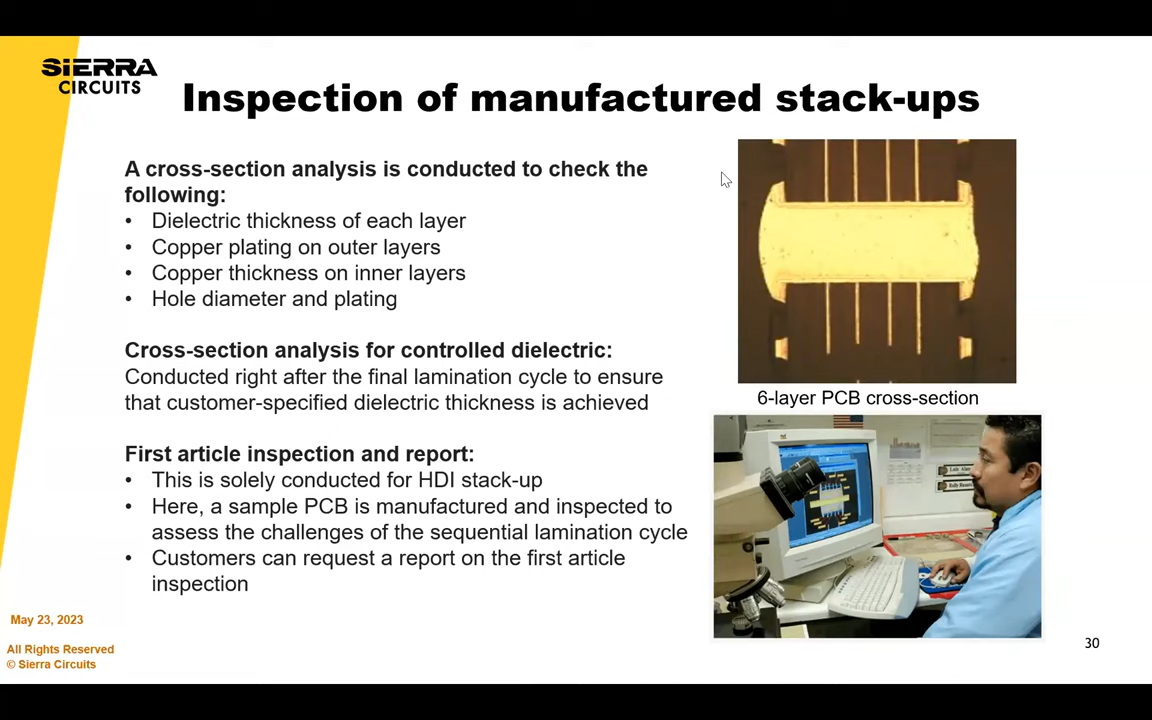 SiERRA
CIRCUITS
Inspection of manufactured stack-ups
A cross-section analysis is conducted to check the
following:
• Dielectric thickness of each layer
• Copper plating on outer layers
• Copper thickness on inner layers
• Hole diameter and plating
Cross-section analysis for controlled dielectric:
Conducted right after the final lamination cycle to ensure
that customer-specified dielectric thickness is achieved
First article inspection and report:
• This is solely conducted for HDI stack-up
• Here, a sample PCB is manufactured and inspected to
assess the challenges of the sequential lamination cycle
• Customers can request a report on the first article
inspection
6-layer PCB cross-section
May 23, 2023
All Rights Reserved
© Sierra Circuits
30